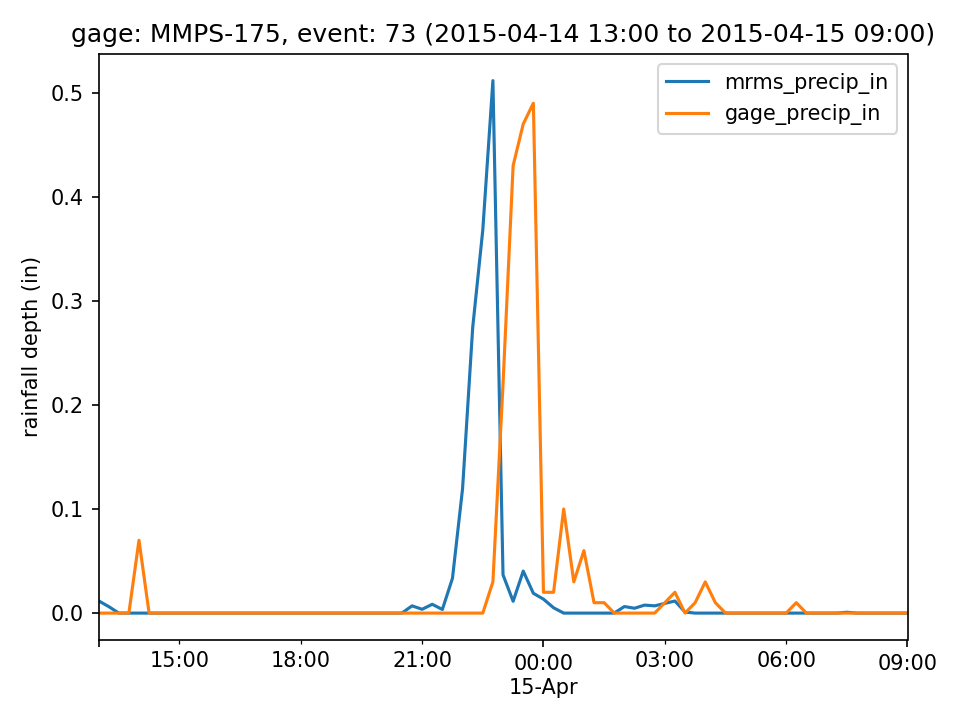 gage: MMPS-175, event: 73 (2015-04-14 13:00 to 2015-04-15 09:00)
mrms_precip_in
gage_precip_in
rainfall depth (in)
0.5
0.4
0.3
0.2
0.1
0.0
15:00 18:00 21:00 00:00 03:00 06:00 09:00
15-Apr